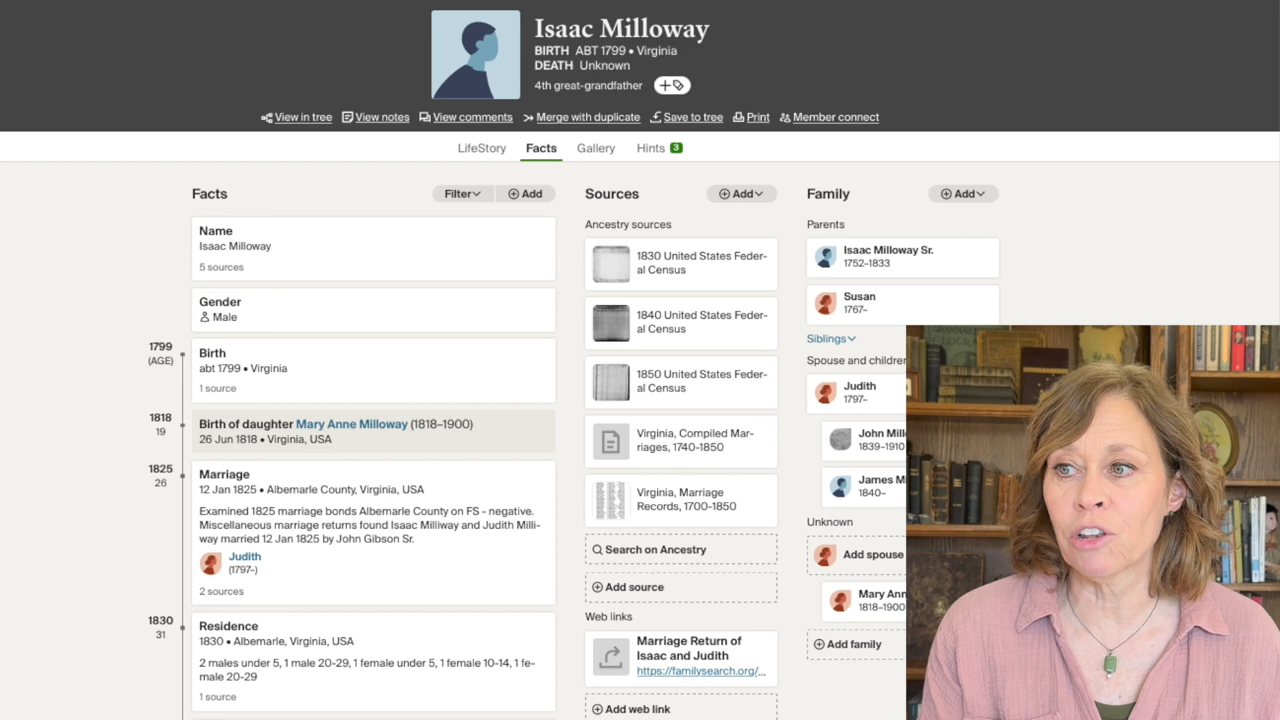 Isaac Milloway
BIRTH ABT 1799 • Virginia
DEATH Unknown
4th great-grandfather
View in tree View notes View comments Merge with duplicate Save to tree Print Member connect
LifeStory Facts Gallery Hints 3
Facts
Filter
Add
Name
Isaac Milloway
5 sources
Gender
Male
1799
(AGE)
Birth
abt 1799 • Virginia
1 source
1818
19
Birth of daughter Mary Anne Milloway (1818–1900)
26 Jun 1818 • Virginia, USA
1825
26
Marriage
12 Jan 1825 • Albemarle County, Virginia, USA
Examined 1825 marriage bonds Albemarle County on FS - negative.
Miscellaneous marriage returns found Isaac Milliway and Judith Milli-
way married 12 Jan 1825 by John Gibson Sr.
Judith
(1797–)
2 sources
1830
31
Residence
1830 • Albemarle, Virginia, USA
2 males under 5, 1 male 20-29, 1 female under 5, 1 female 10-14, 1 fe-
male 20-29
1 source
Sources
Add
Ancestry sources
1830 United States Feder-
al Census
1840 United States Feder-
al Census
1850 United States Feder-
al Census
Virginia, Compiled Mar-
riages, 1740-1850
Virginia, Marriage
Records, 1700-1850
Search on Ancestry
Add source
Web links
Marriage Return of
Isaac and Judith
https://familysearch.org/...
Add web link
Family
Add
Parents
Isaac Milloway Sr.
1752–1833
Susan
1767–
Siblings
Spouse and children
Judith
1797–
John Mill
1839–1910
James M
1840–
Unknown
Add spouse
Mary Ann
1818–1900
Add family